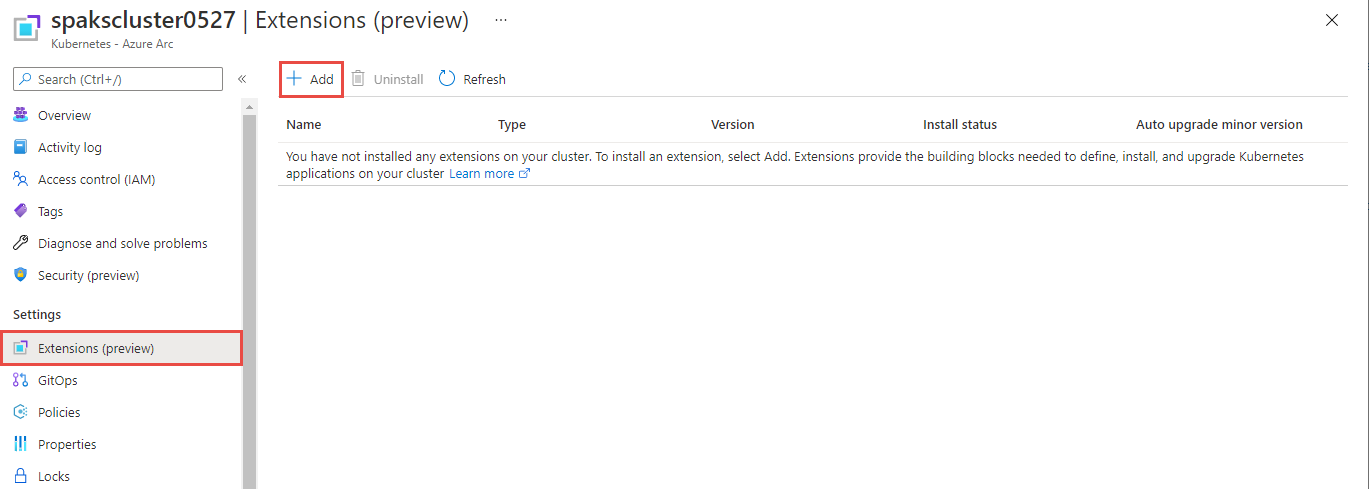 spakscluster0527 | Extensions (preview) ...
Kubernetes - Azure Arc
Search (Ctrl+/)
«
Overview
Activity log
Access control (IAM)
Tags
Diagnose and solve problems
Security (preview)
Settings
Extensions (preview)
GitOps
Policies
Properties
Locks
Add Uninstall Refresh
Name Type Version Install status Auto upgrade minor version
You have not installed any extensions on your cluster. To install an extension, select Add. Extensions provide the building blocks needed to define, install, and upgrade Kubernetes
applications on your cluster Learn more